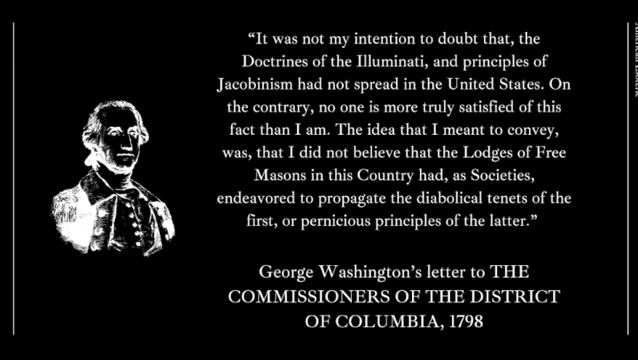 “It was not my intention to doubt that, the
Doctrines of the Illuminati, and principles of
Jacobinism had not spread in the United States. On
the contrary, no one is more truly satisfied of this
fact than I am. The idea that I meant to convey,
was, that I did not believe that the Lodges of Free
Masons in this Country had, as Societies,
endeavored to propagate the diabolical tenets of the
first, or pernicious principles of the latter.”
George Washington’s letter to THE
COMMISSIONERS OF THE DISTRICT
OF COLUMBIA, 1798